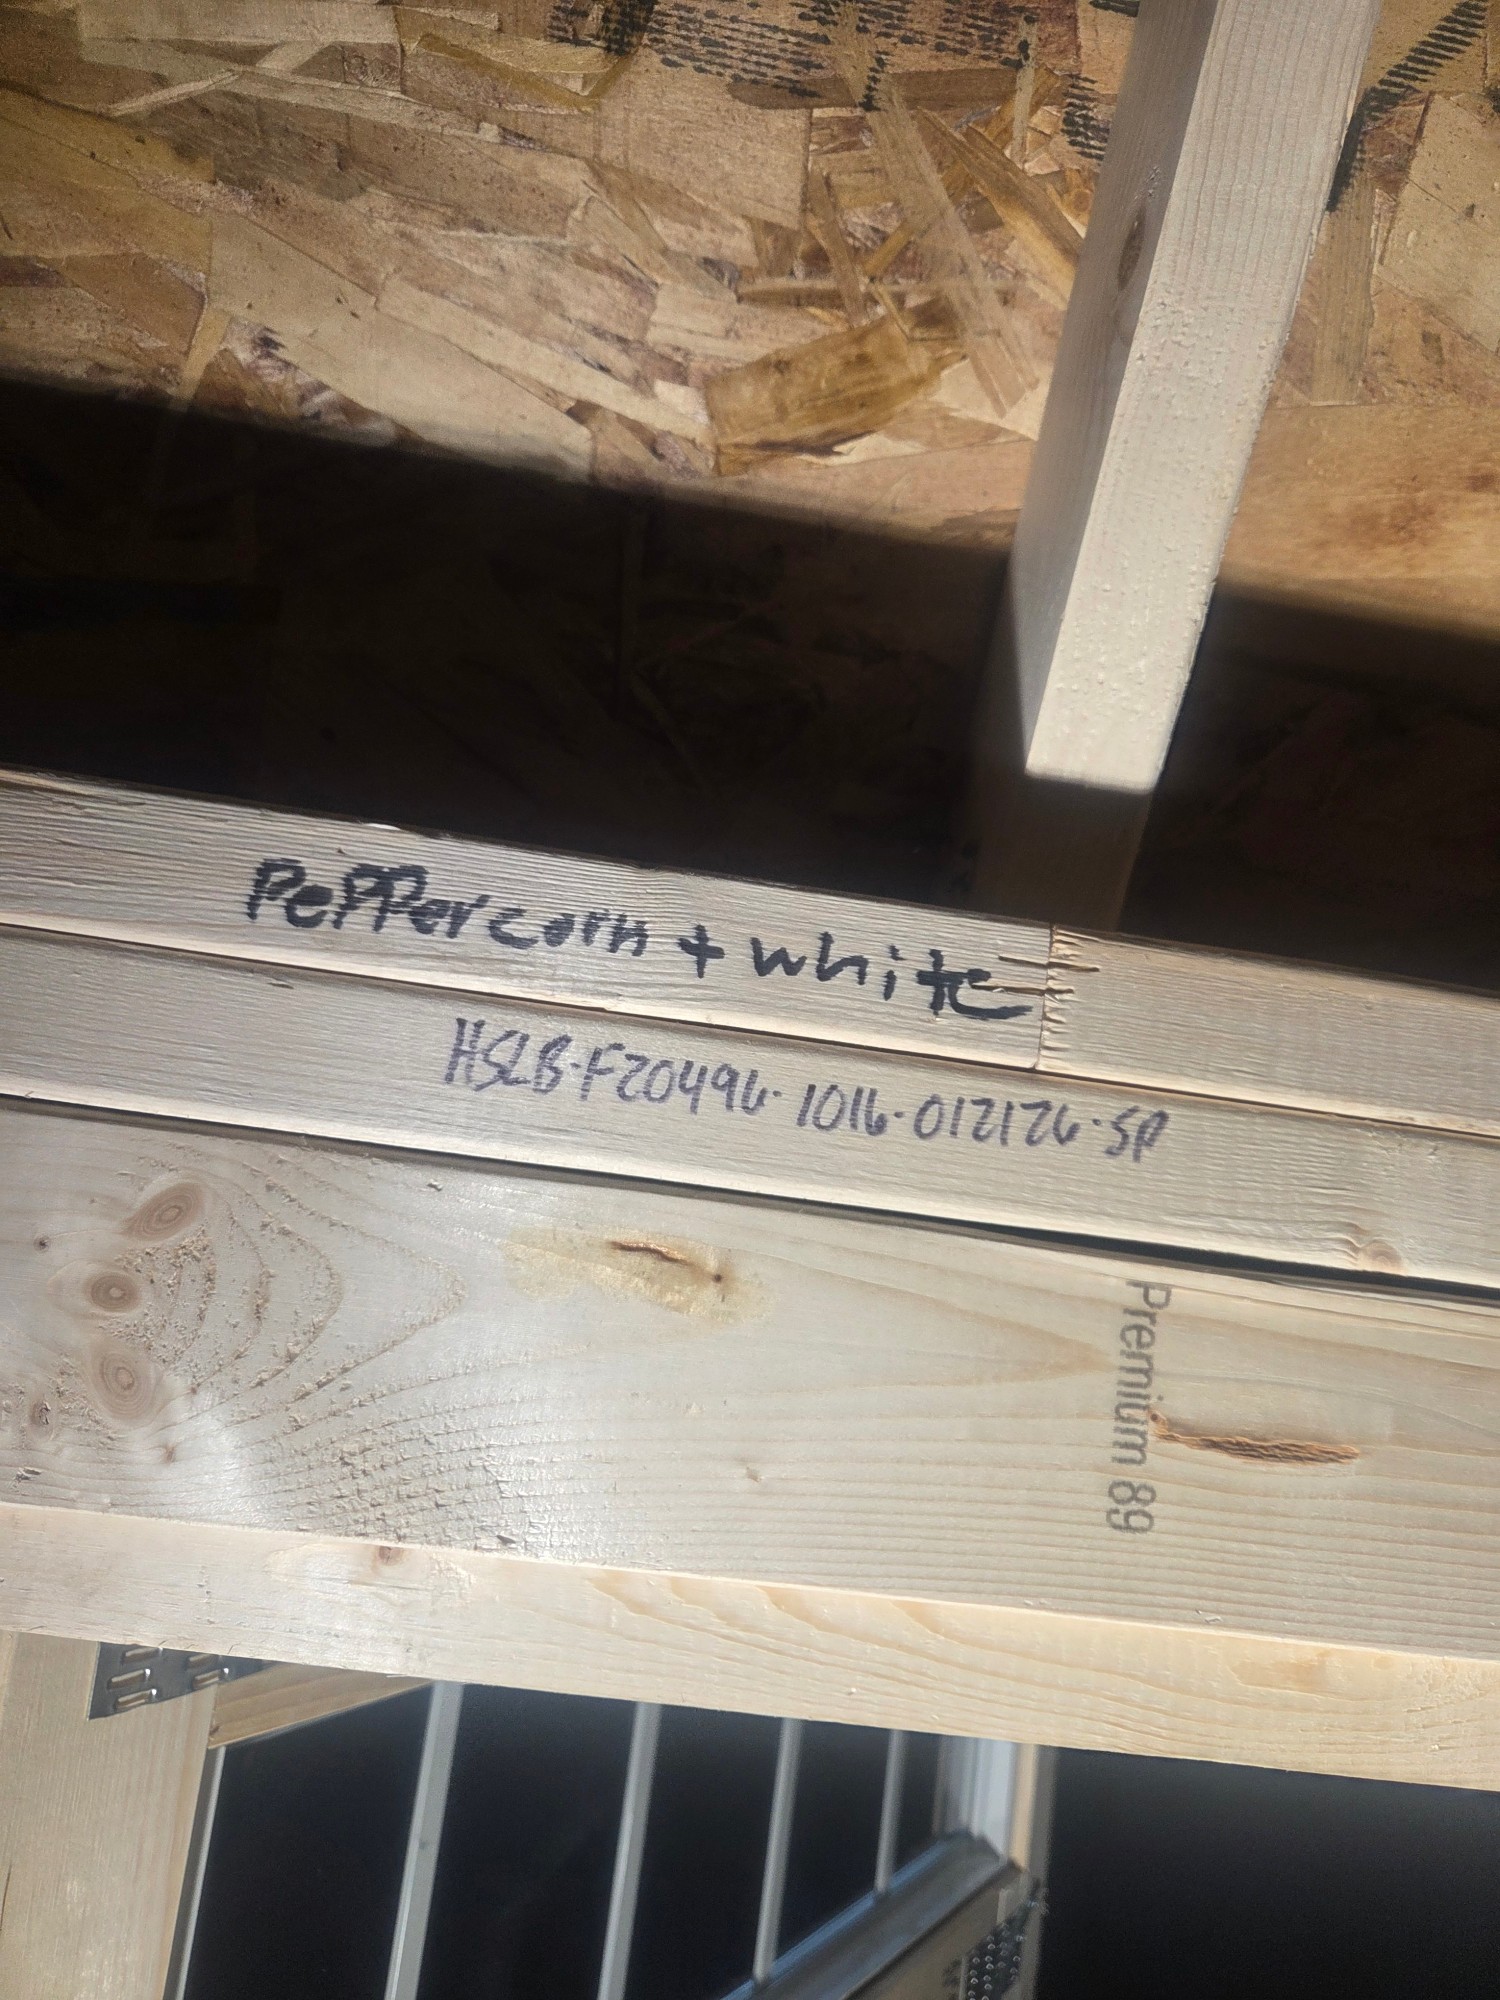 Peppercorn + white
HSLB-F20496-1016-012126-SP
Premium 89